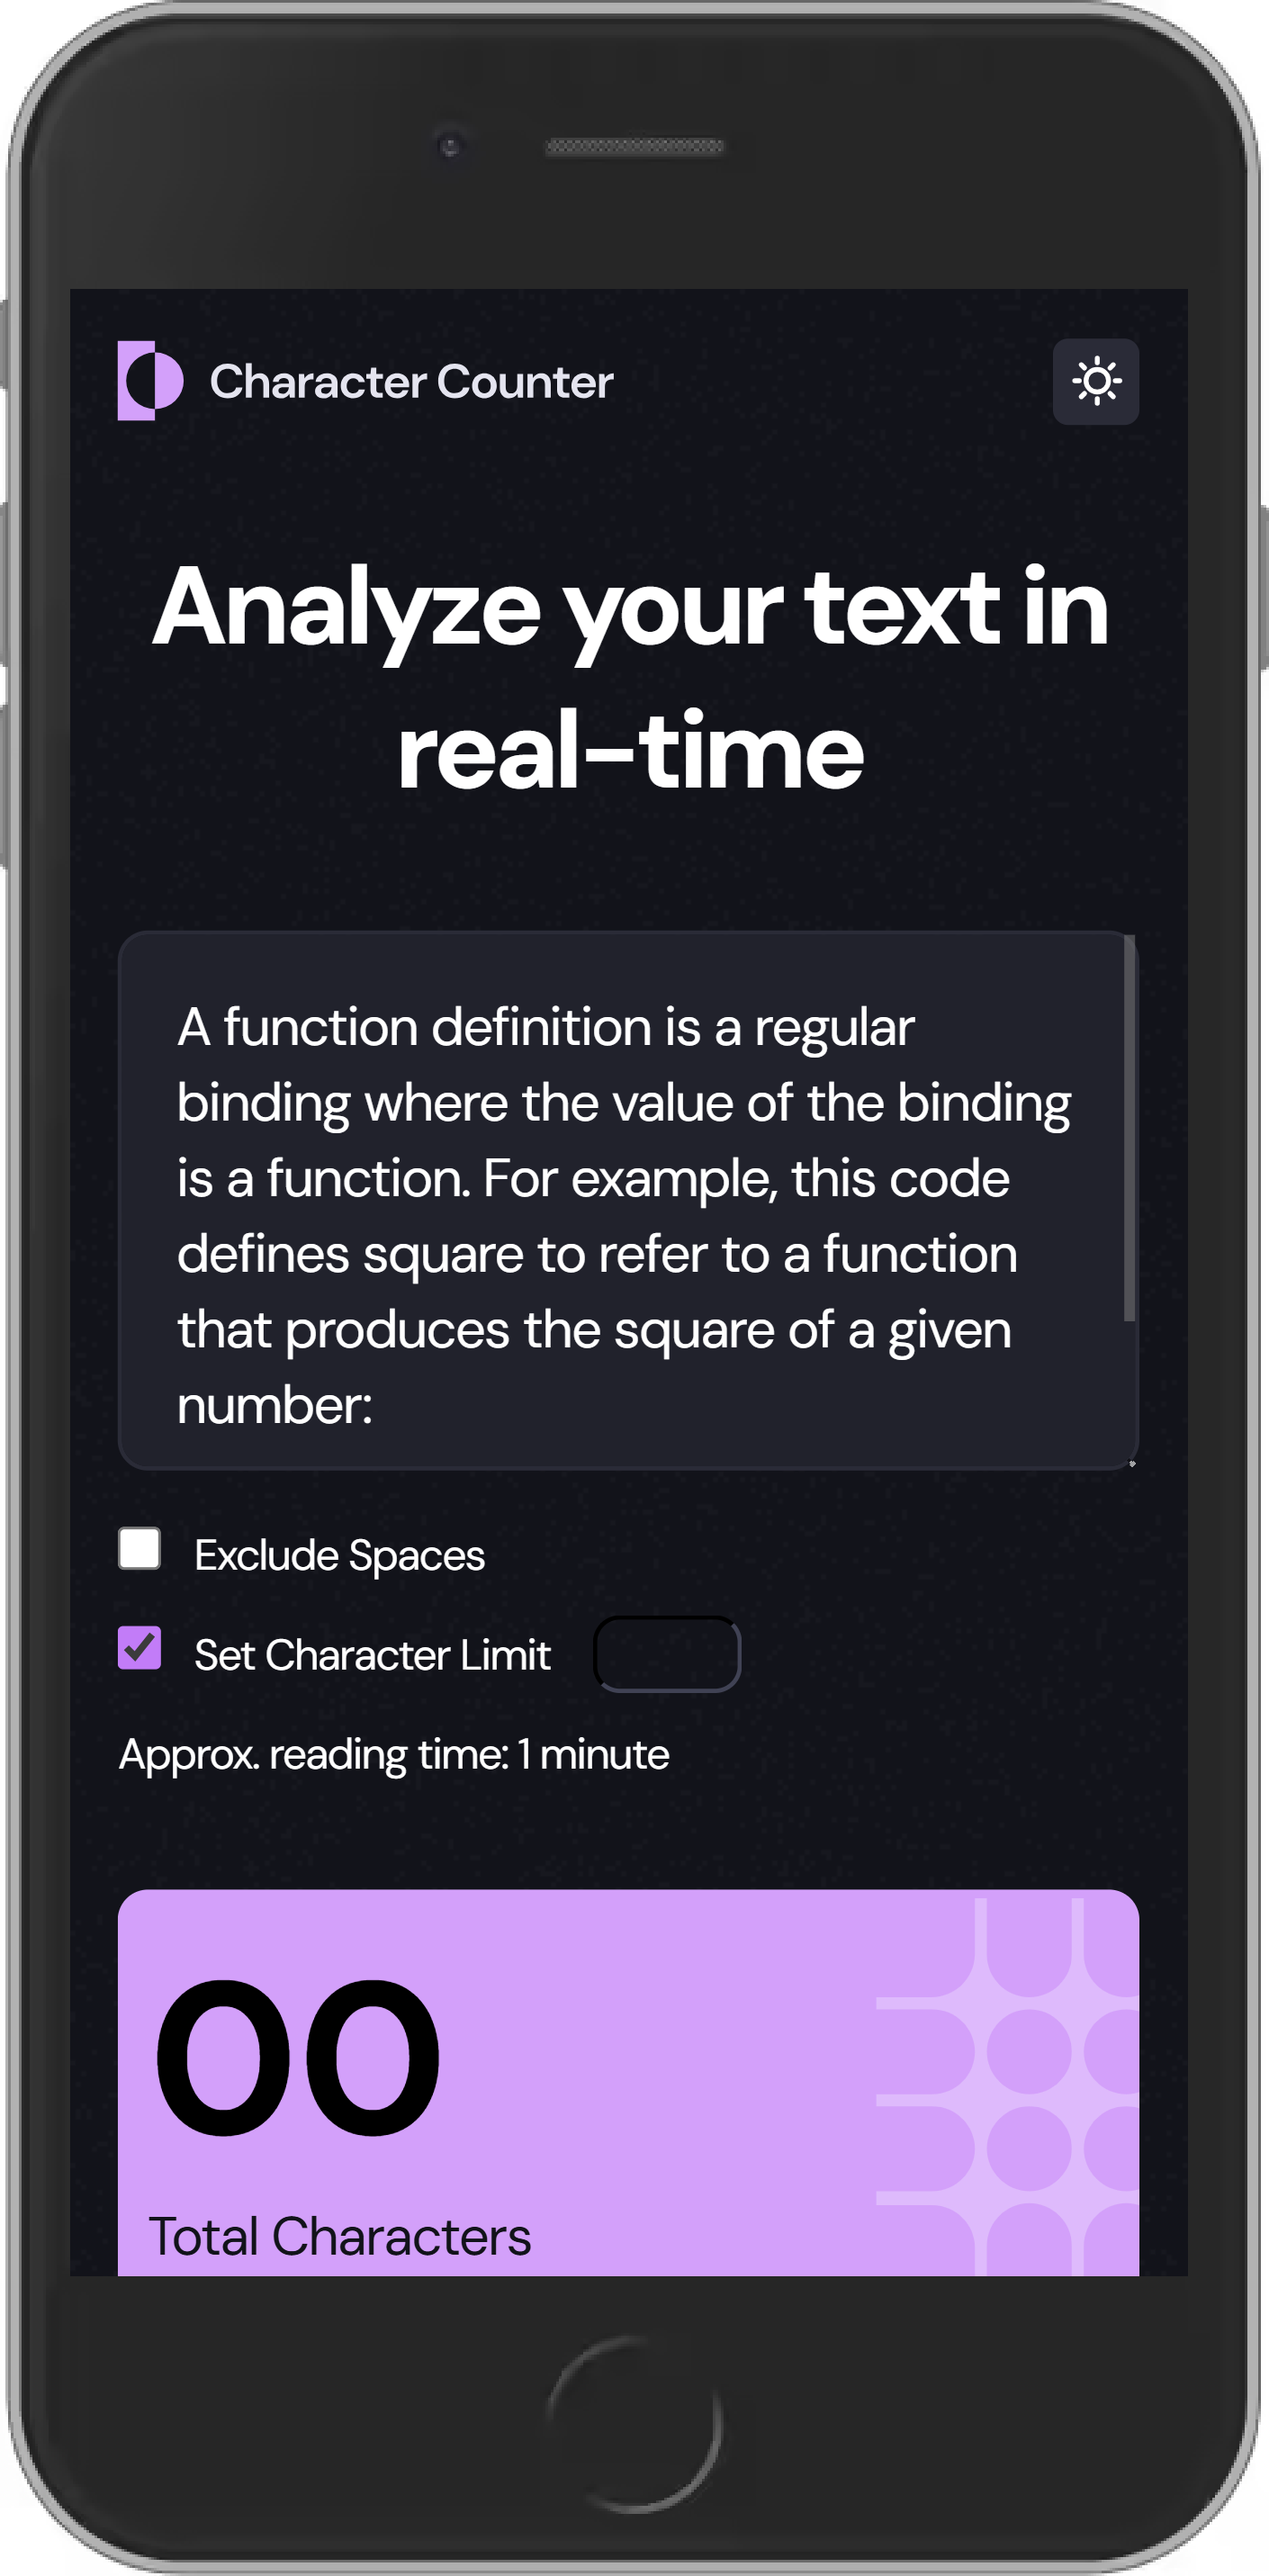 Character Counter
Analyze your text in
real-time
A function definition is a regular
binding where the value of the binding
is a function. For example, this code
defines square to refer to a function
that produces the square of a given
number:
Exclude Spaces
Set Character Limit
Approx. reading time: 1 minute
00
Total Characters